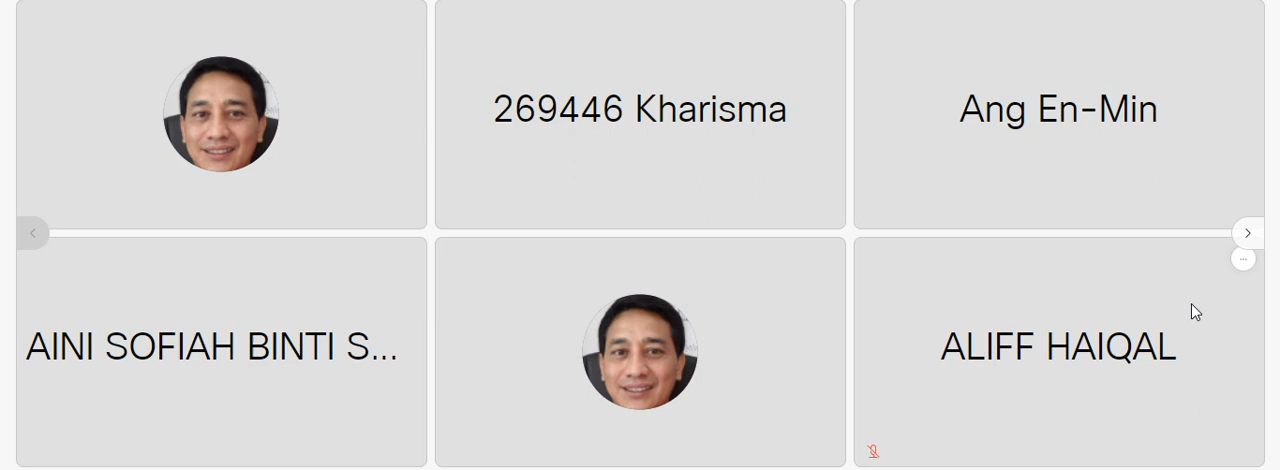 269446 Kharisma
Ang En-Min
AINI SOFIAH BINTI S...
ALIFF HAIQAL